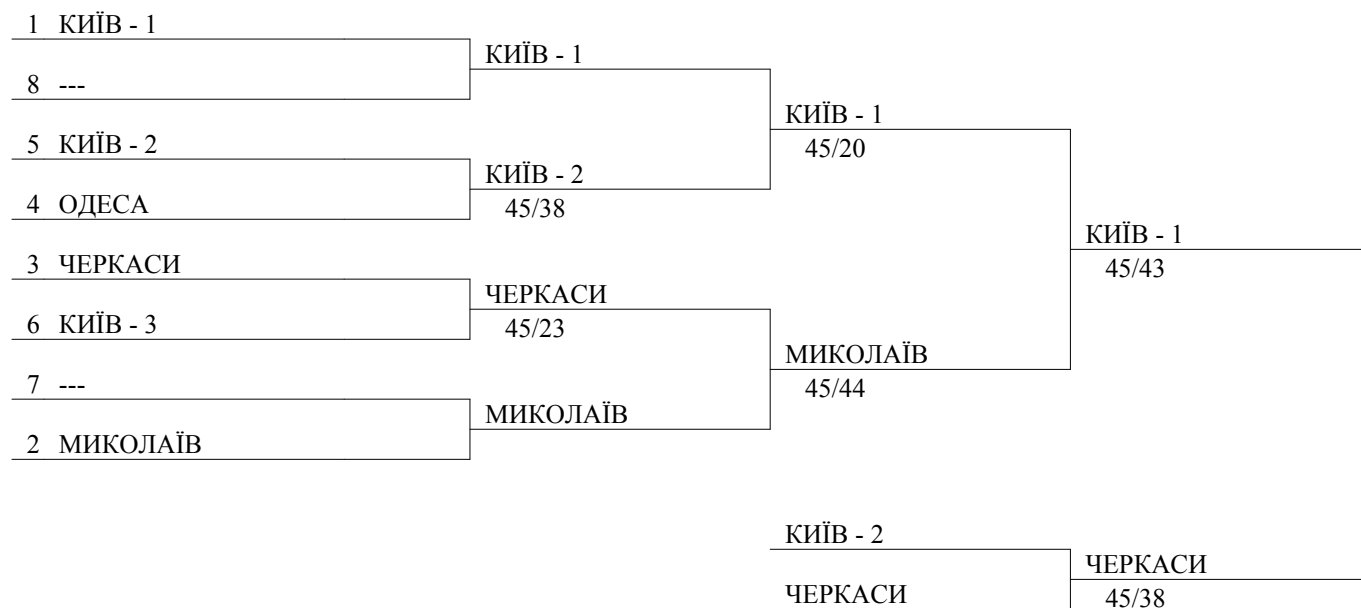 1 КИЇВ - 1
8 ---
5 КИЇВ - 2
4 ОДЕСА
3 ЧЕРКАСИ
6 КИЇВ - 3
7 ---
2 МИКОЛАЇВ
КИЇВ - 1
КИЇВ - 2
45/38
ЧЕРКАСИ
45/23
МИКОЛАЇВ
КИЇВ - 1
45/20
МИКОЛАЇВ
45/44
КИЇВ - 1
45/43
КИЇВ - 2
ЧЕРКАСИ
ЧЕРКАСИ
45/38